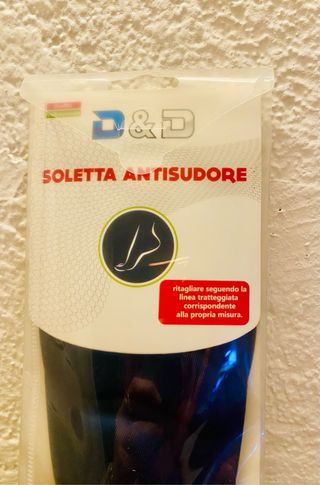 D&D
SOLETTA ANTISUDORE
ritagliare seguendo la
linea tratteggiata
corrispondente
alla propria misura.